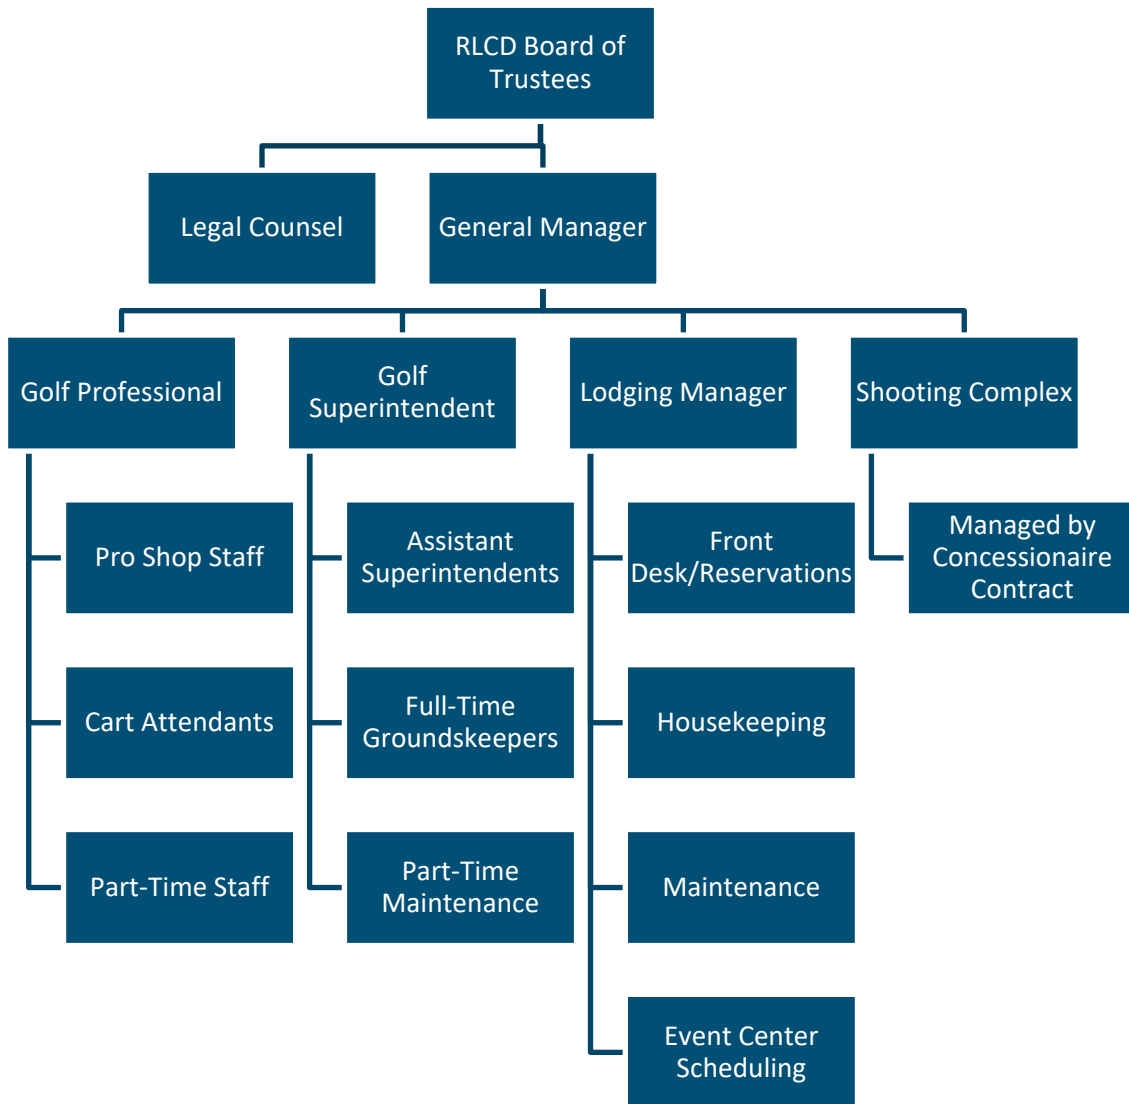 RLCD Board of
Trustees
Legal Counsel
General Manager
Golf Professional
Golf
Superintendent
Lodging Manager
Shooting Complex
Pro Shop Staff
Assistant
Superintendents
Front
Desk/Reservations
Managed by
Concessionaire
Contract
Cart Attendants
Full-Time
Groundskeepers
Housekeeping
Part-Time Staff
Part-Time
Maintenance
Maintenance
Event Center
Scheduling